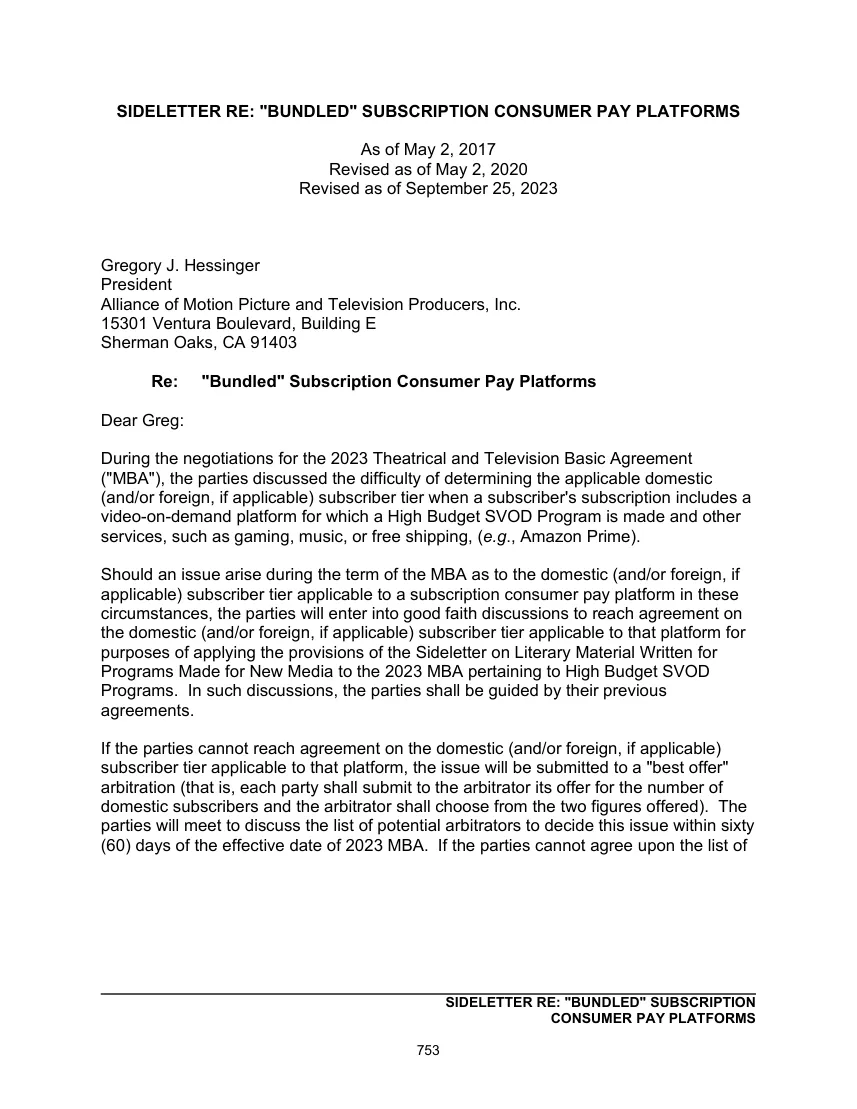 SIDELETTER RE: "BUNDLED" SUBSCRIPTION CONSUMER PAY PLATFORMS
As of May 2, 2017
Revised as of May 2, 2020
Revised as of September 25, 2023
Gregory J. Hessinger
President
Alliance of Motion Picture and Television Producers, Inc.
15301 Ventura Boulevard, Building E
Sherman Oaks, CA 91403
Re: "Bundled" Subscription Consumer Pay Platforms
Dear Greg:
During the negotiations for the 2023 Theatrical and Television Basic Agreement
("MBA"), the parties discussed the difficulty of determining the applicable domestic
(and/or foreign, if applicable) subscriber tier when a subscriber's subscription includes a
video-on-demand platform for which a High Budget SVOD Program is made and other
services, such as gaming, music, or free shipping, (e.g., Amazon Prime).
Should an issue arise during the term of the MBA as to the domestic (and/or foreign, if
applicable) subscriber tier applicable to a subscription consumer pay platform in these
circumstances, the parties will enter into good faith discussions to reach agreement on
the domestic (and/or foreign, if applicable) subscriber tier applicable to that platform for
purposes of applying the provisions of the Sideletter on Literary Material Written for
Programs Made for New Media to the 2023 MBA pertaining to High Budget SVOD
Programs.  In such discussions, the parties shall be guided by their previous
agreements.
If the parties cannot reach agreement on the domestic (and/or foreign, if applicable)
subscriber tier applicable to that platform, the issue will be submitted to a "best offer"
arbitration (that is, each party shall submit to the arbitrator its offer for the number of
domestic subscribers and the arbitrator shall choose from the two figures offered).  The
parties will meet to discuss the list of potential arbitrators to decide this issue within sixty
(60) days of the effective date of 2023 MBA.  If the parties cannot agree upon the list of
SIDELETTER RE: "BUNDLED" SUBSCRIPTION
CONSUMER PAY PLATFORMS
753